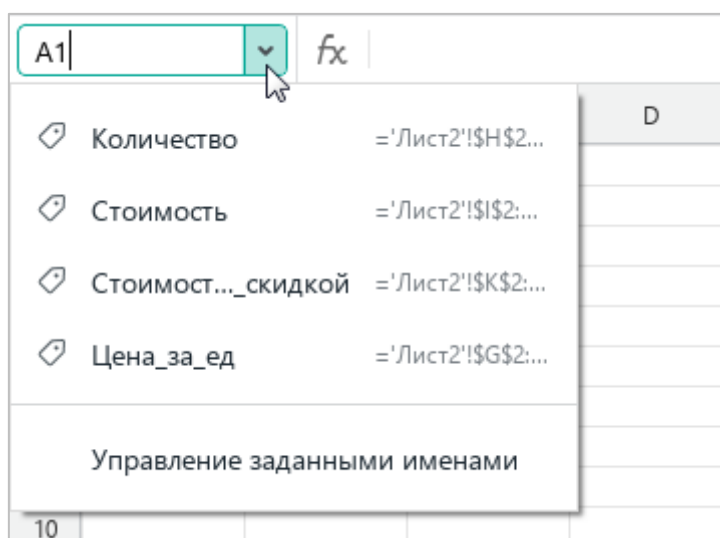 A1 fx
D
Количество ='Лист2'!$H$2...
Стоимость ='Лист2'!$I$2:...
Стоимост..._скидкой ='Лист2'!$K$2:...
Цена_за_ед ='Лист2'!$G$2:...
Управление заданными именами
10